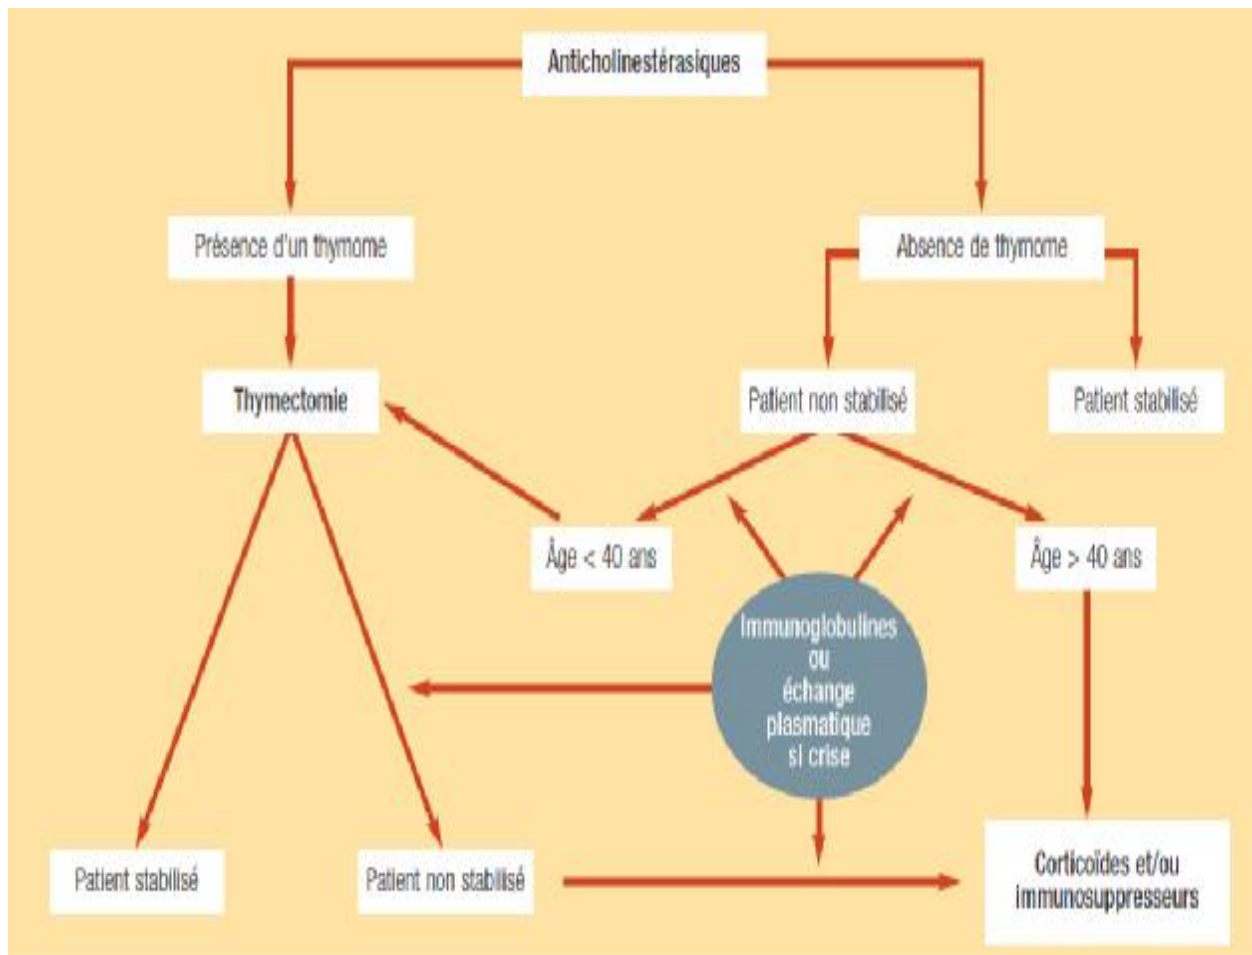 Anticholinestérasiques
Présence d'un thymome
Absence de thymome
Thymectomie
Patient non stabilisé
Patient stabilisé
Âge < 40 ans
Âge > 40 ans
Immunoglobulines
ou
échange
plasmatique
si crise
Patient stabilisé
Patient non stabilisé
Corticoïdes et/ou
immunosuppresseurs